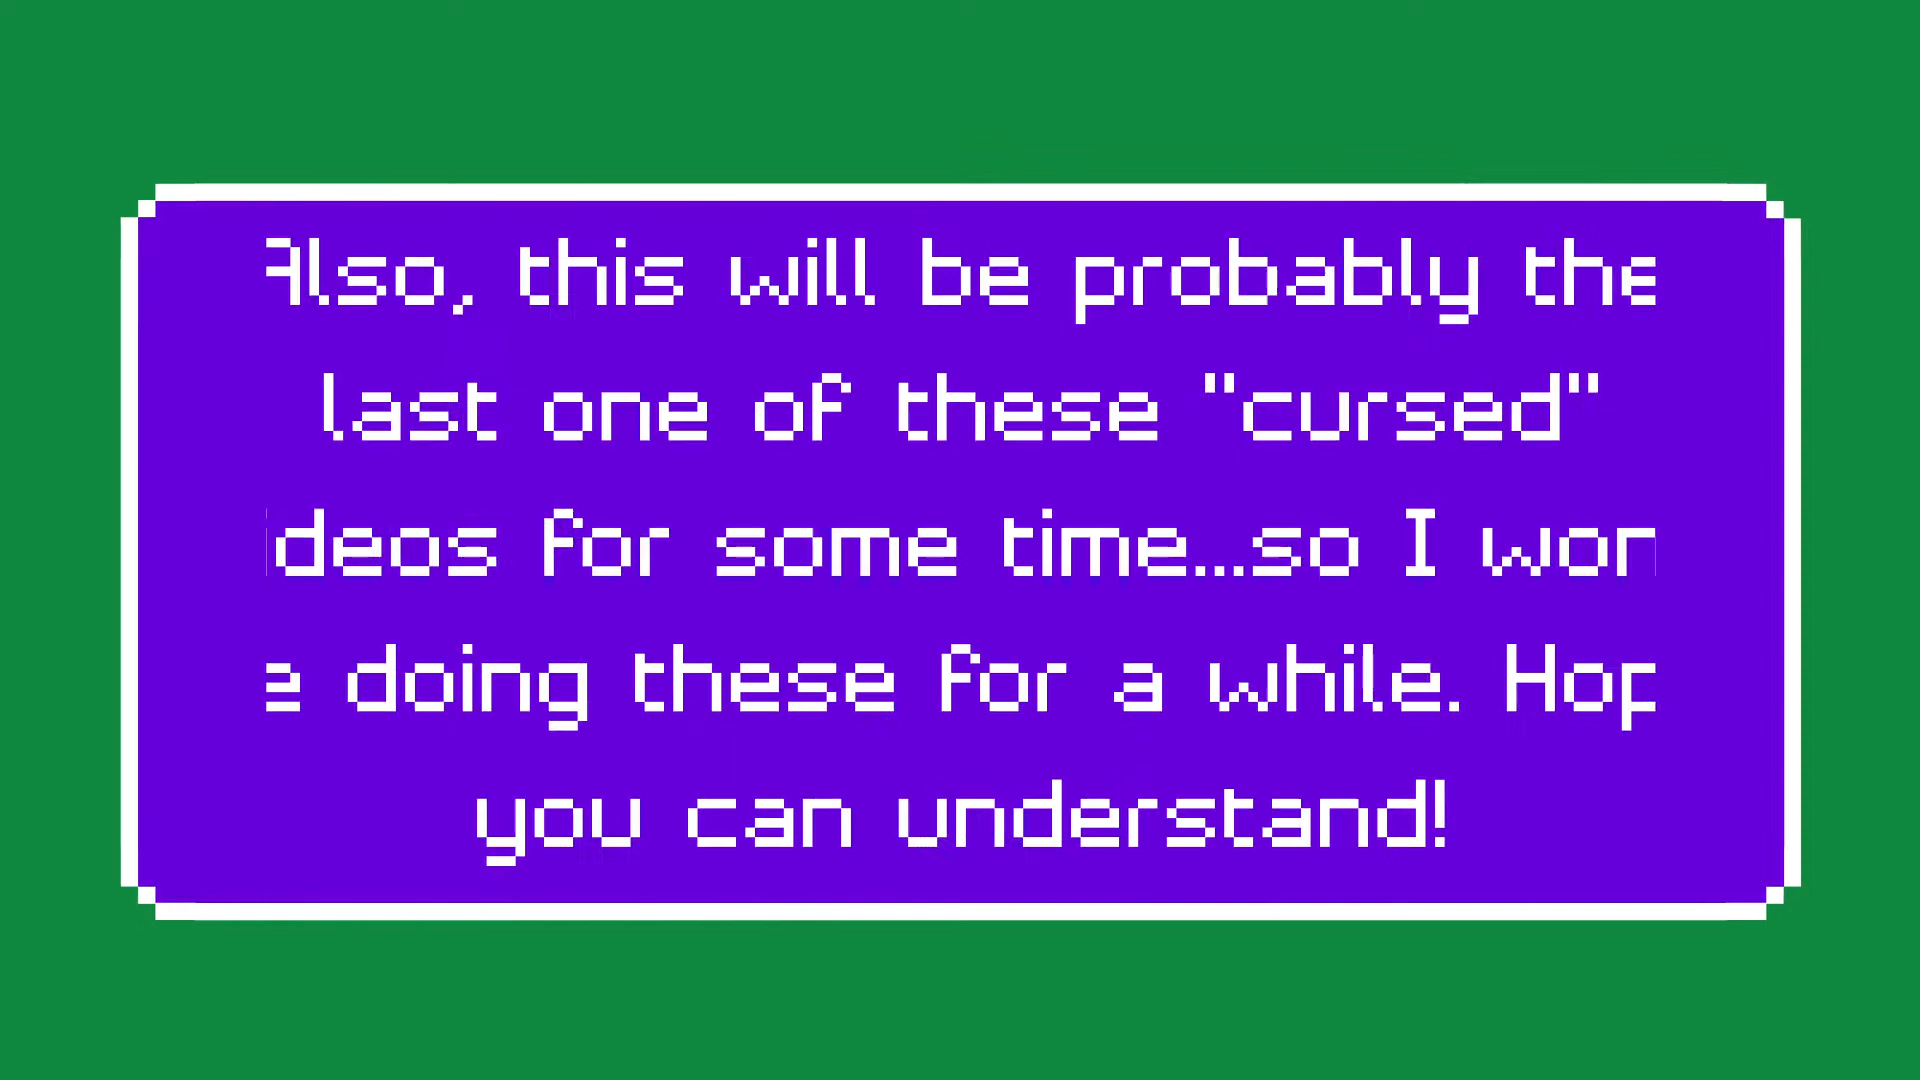 Also, this will be probably the
last one of these "cursed"
ideos for some time...so I won
e doing these for a while. Hop
you can understand!